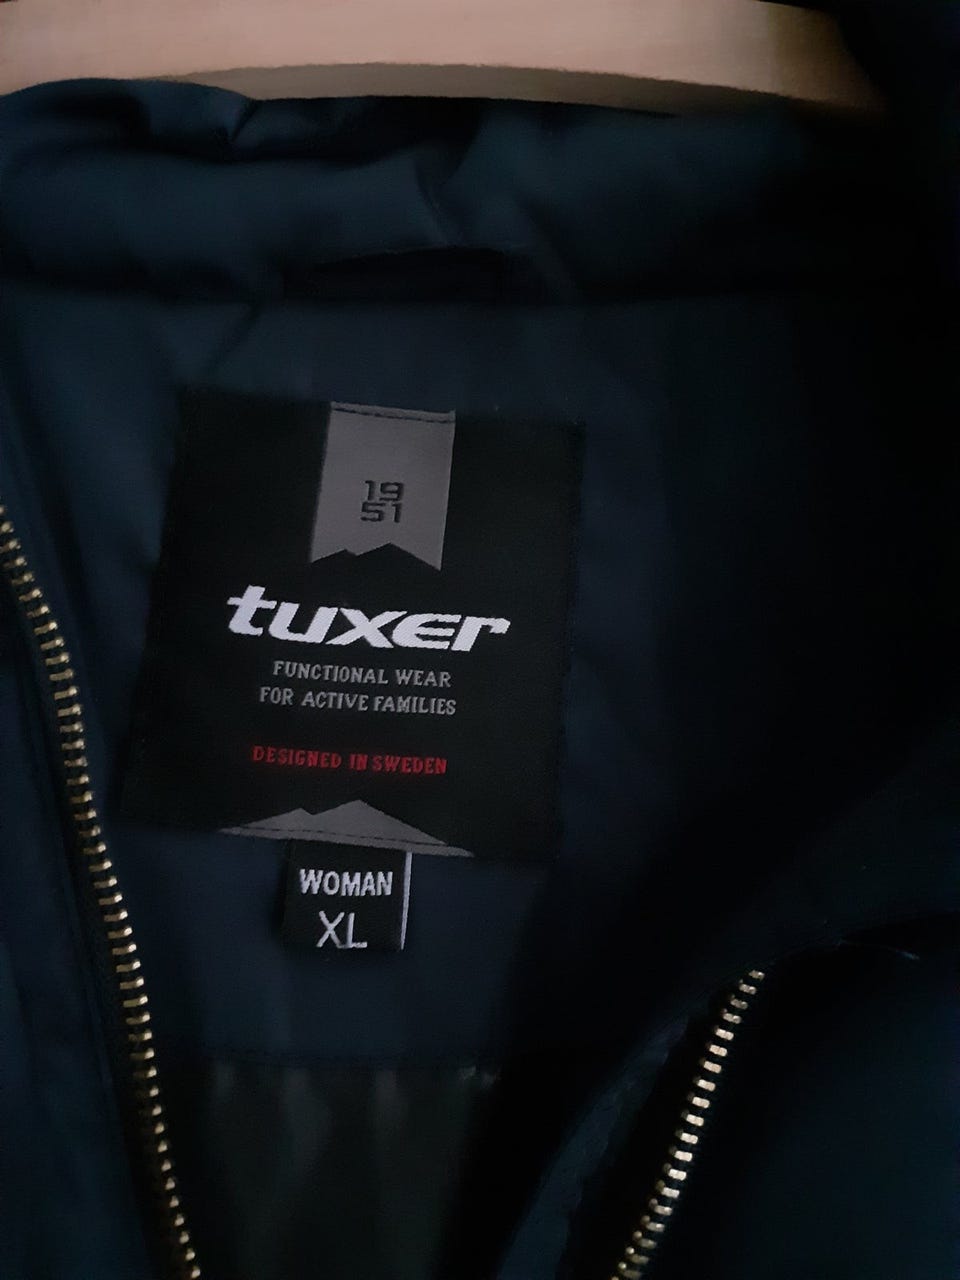 19
51
tuxer
FUNCTIONAL WEAR
FOR ACTIVE FAMILIES
DESIGNED IN SWEDEN
WOMAN
XL